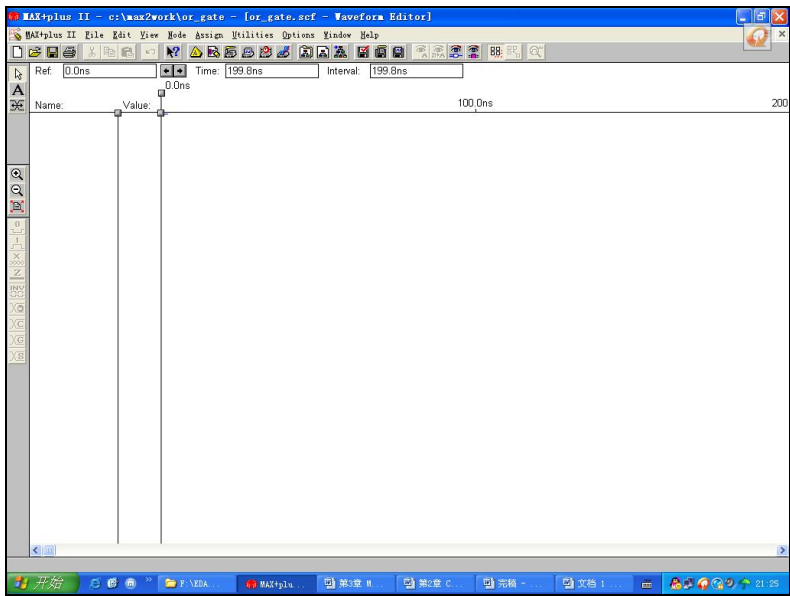 MAX+plus II - c:\max2work\or_gate - [or_gate.scf - Waveform Editor]
MAX+plus II File Edit View Node Assign Utilities Options Window Help
Ref: 0.0ns Time: 199.8ns Interval: 199.8ns
0.0ns
Name: Value: 100.0ns 200
开始 F:\EDA... MAX+plu... 第3章 M... 第2章 C... 完稿 - ... 文档 1 ... 21:25